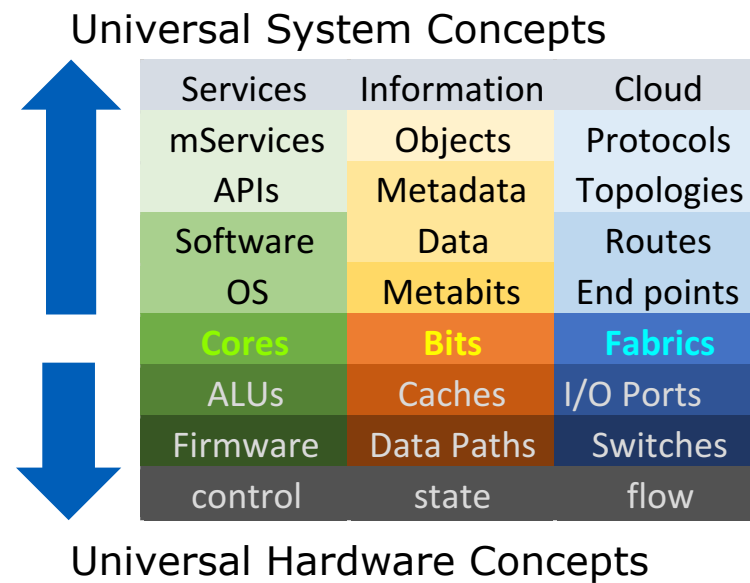 Universal System Concepts
Services Information Cloud
mServices Objects Protocols
APIs Metadata Topologies
Software Data Routes
OS Metabits End points
Cores Bits Fabrics
ALUs Caches I/O Ports
Firmware Data Paths Switches
control state flow
Universal Hardware Concepts